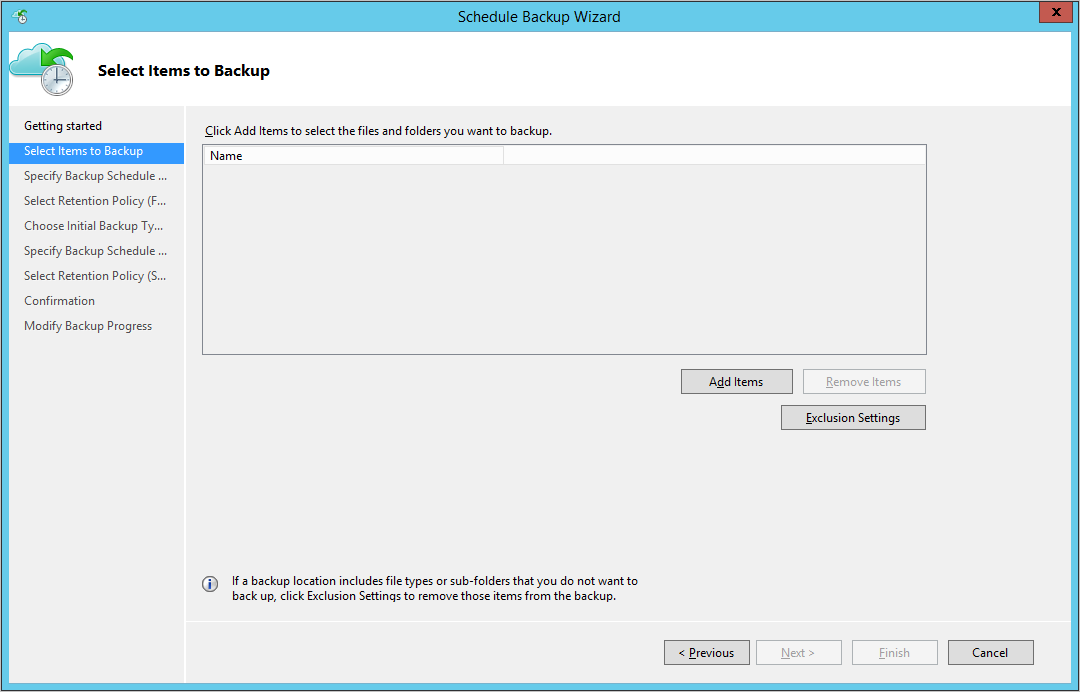 Schedule Backup Wizard
x
Select Items to Backup
Getting started
Select Items to Backup
Specify Backup Schedule ...
Select Retention Policy (F...
Choose Initial Backup Ty...
Specify Backup Schedule ...
Select Retention Policy (S...
Confirmation
Modify Backup Progress
Click Add Items to select the files and folders you want to backup.
Name
Add Items
Remove Items
Exclusion Settings
If a backup location includes file types or sub-folders that you do not want to
back up, click Exclusion Settings to remove those items from the backup.
< Previous
Next >
Finish
Cancel